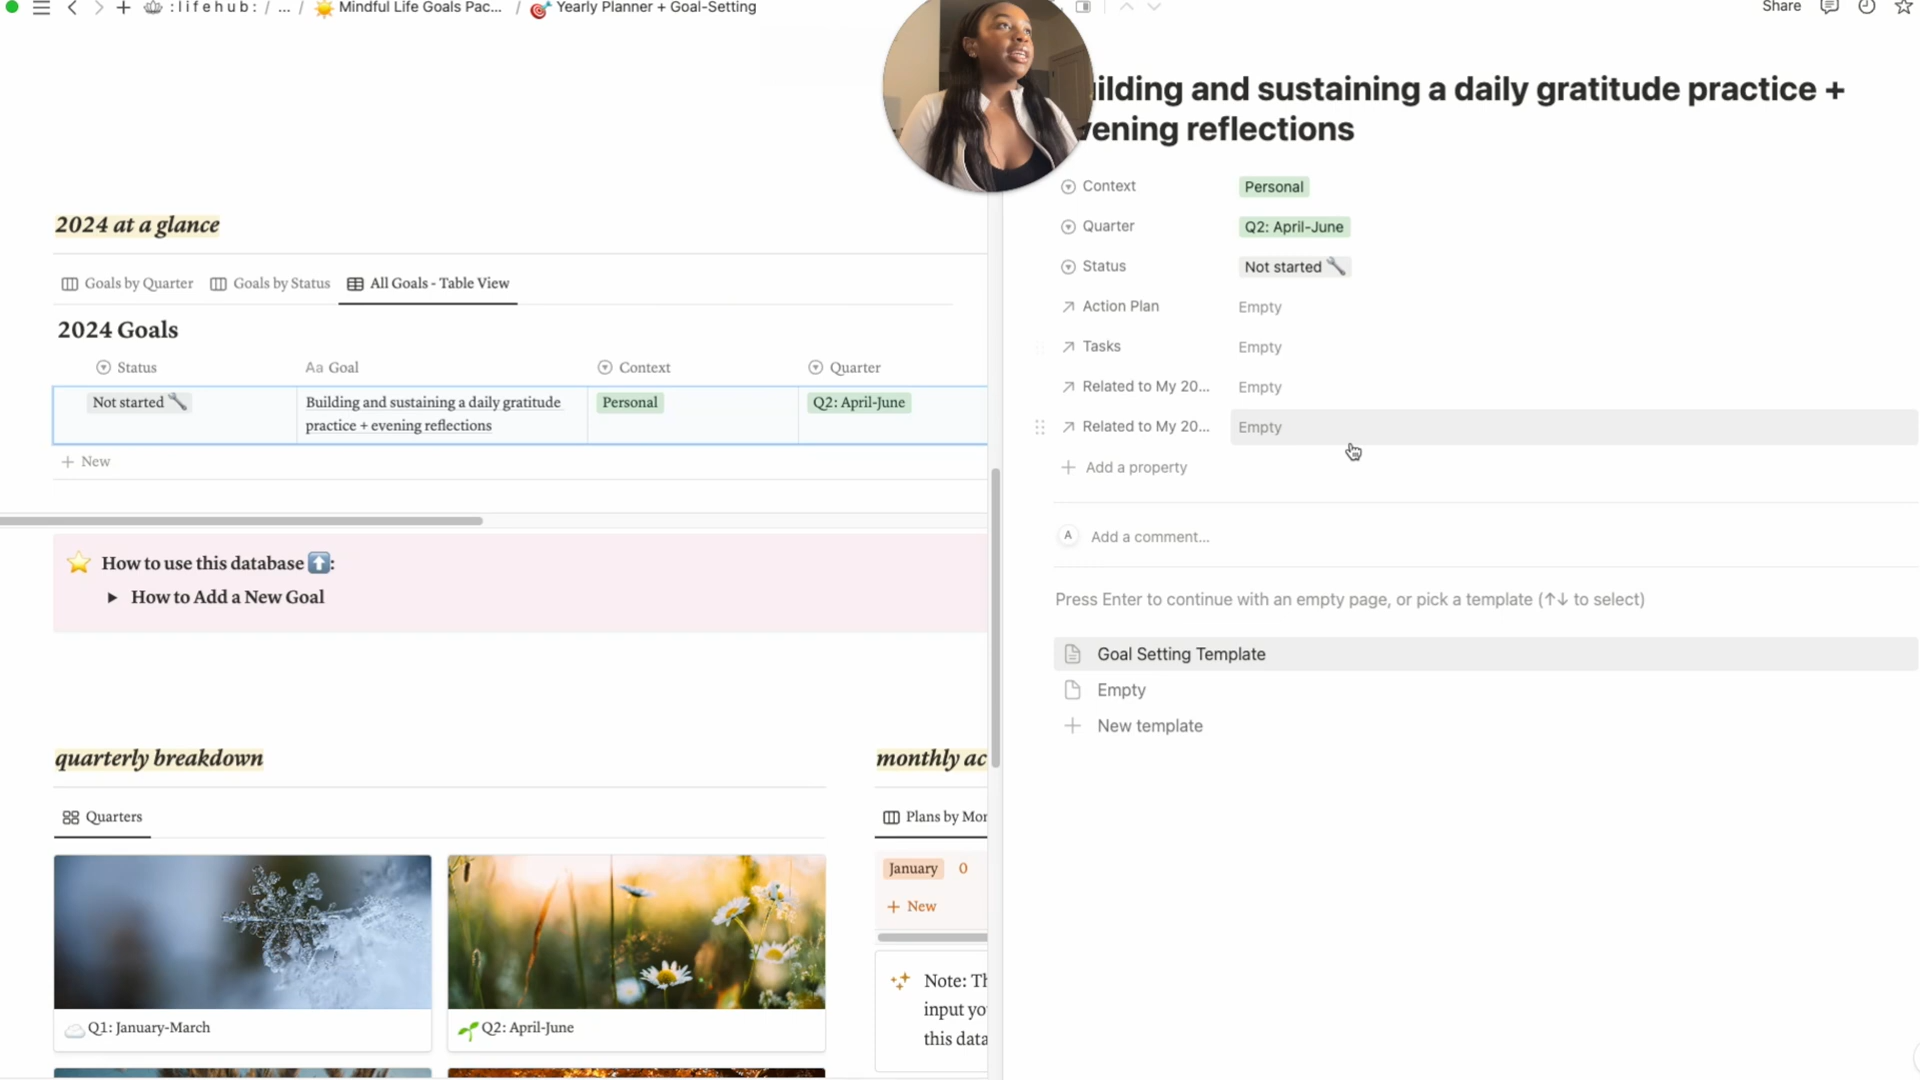 :lifehub: / ... / Mindful Life Goals Pac... / Yearly Planner + Goal-Setting
Share
2024 at a glance
Goals by Quarter Goals by Status All Goals - Table View
2024 Goals
Status Aa Goal Context Quarter
Not started Building and sustaining a daily gratitude practice + evening reflections Personal Q2: April-June
+ New
How to use this database :
How to Add a New Goal
quarterly breakdown
Quarters
Q1: January-March
Q2: April-June
monthly ac
Plans by Mor
January 0
+ New
Note: Th
input yo
this data
ilding and sustaining a daily gratitude practice +
vening reflections
Context Personal
Quarter Q2: April-June
Status Not started
Action Plan Empty
Tasks Empty
Related to My 20... Empty
Related to My 20... Empty
+ Add a property
A Add a comment...
Press Enter to continue with an empty page, or pick a template (↑↓ to select)
Goal Setting Template
Empty
+ New template